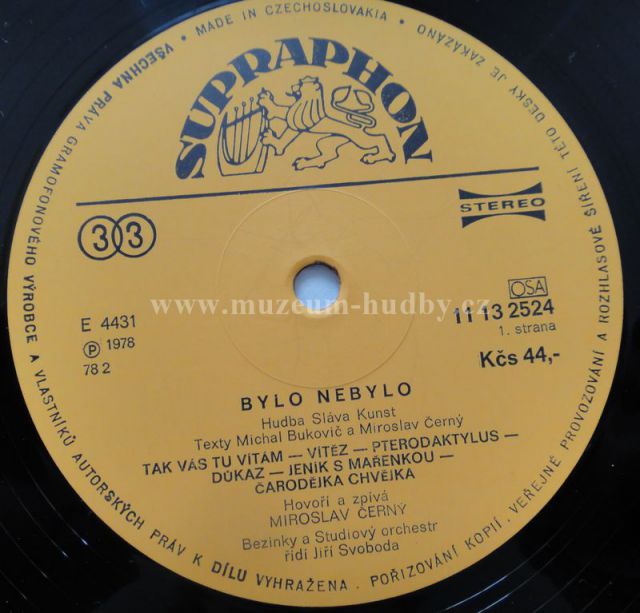 MADE IN CZECHOSLOVAKIA • VŠECHNA PRÁVA GRAMOFONOVÉHO VÝROBCE A VLASTNÍKŮ AUTORSKÝCH PRÁV K DÍLU VYHRAŽENA. POŘIZOVÁNÍ KOPIÍ. VEŘEJNÉ PROVOZOVÁNÍ A ROZHLASOVÉ ŠÍŘENÍ TÉTO DESKY JE ZAKÁZÁNO •
SUPRAPHON
33
STEREO
www.muzeum-hudby.cz
OSA
E 4431
11 13 2524
Ⓟ 1978
1. strana
78 2
Kčs 44,-
BYLO NEBYLO
Hudba Sláva Kunst
Texty Michal Bukovič a Miroslav Černý
TAK VÁS TU VÍTÁM — VÍTĚZ — PTERODAKTYLUS —
DŮKAZ — JENÍK S MAŘENKOU —
ČARODĚJKA CHVĚJKA
Hovoří a zpívá
MIROSLAV ČERNÝ
Bezinky a Studiový orchestr
řídí Jiří Svoboda